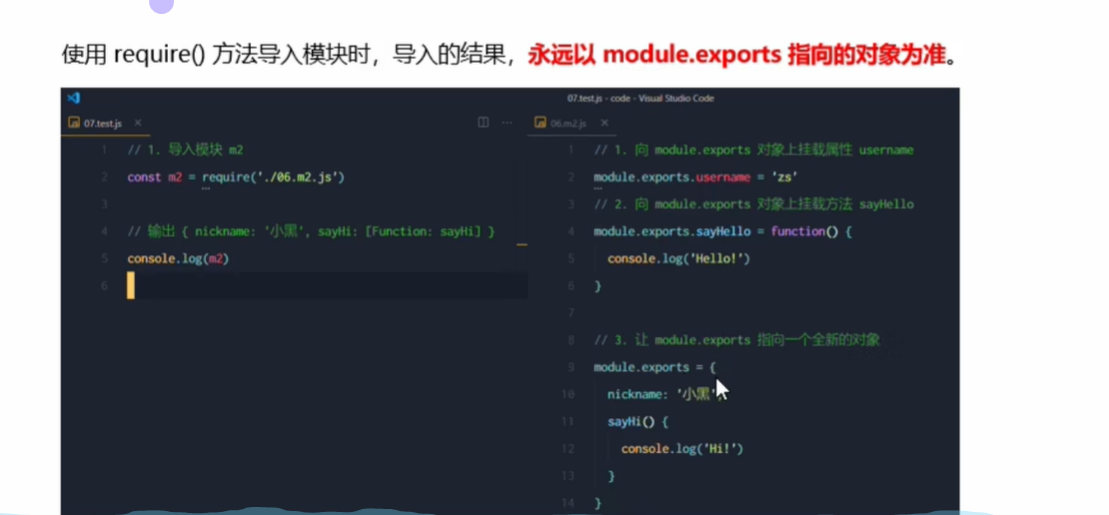 使用 require() 方法导入模块时，导入的结果，永远以 module.exports 指向的对象为准。
07.test.js - code - Visual Studio Code
07.test.js
1 // 1. 导入模块 m2
2 const m2 = require('./06.m2.js')
3
4 // 输出 { nickname: '小黑', sayHi: [Function: sayHi] }
5 console.log(m2)
6
06.m2.js
1 // 1. 向 module.exports 对象上挂载属性 username
2 module.exports.username = 'zs'
3 // 2. 向 module.exports 对象上挂载方法 sayHello
4 module.exports.sayHello = function() {
5 console.log('Hello!')
6 }
7
8 // 3. 让 module.exports 指向一个全新的对象
9 module.exports = {
10 nickname: '小黑',
11 sayHi() {
12 console.log('Hi!')
13 }
14 }